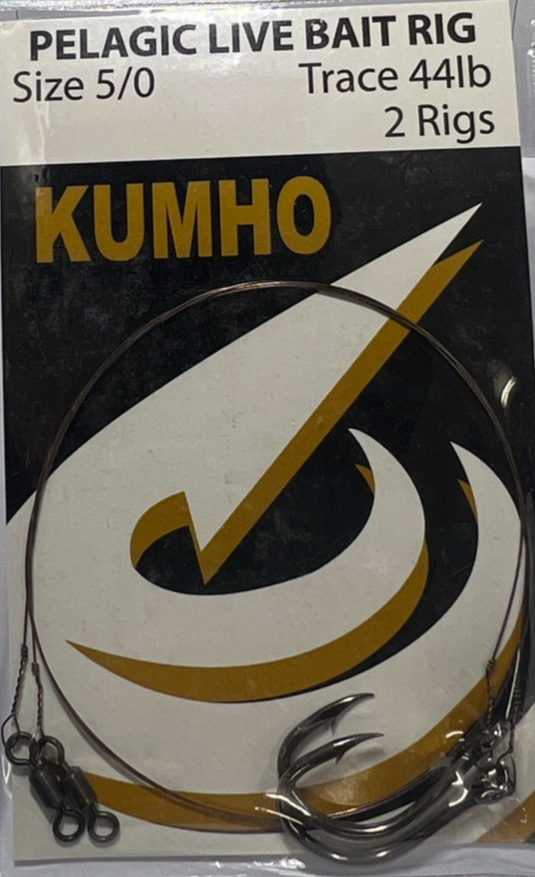 PELAGIC LIVE BAIT RIG
Size 5/0 Trace 44lb
2 Rigs
KUMHO